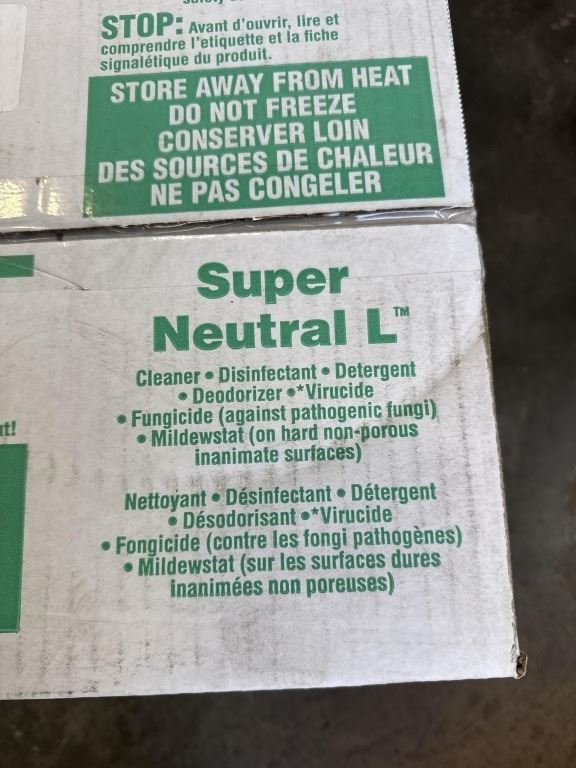 STOP: Avant d'ouvrir, lire et
comprendre l'etiquette et la fiche
signalétique du produit.
STORE AWAY FROM HEAT
DO NOT FREEZE
CONSERVER LOIN
DES SOURCES DE CHALEUR
NE PAS CONGELER
Super
Neutral L™
Cleaner • Disinfectant • Detergent
• Deodorizer •*Virucide
• Fungicide (against pathogenic fungi)
• Mildewstat (on hard non-porous
inanimate surfaces)
Nettoyant • Désinfectant • Détergent
• Désodorisant •*Virucide
• Fongicide (contre les fongi pathogènes)
• Mildewstat (sur les surfaces dures
inanimées non poreuses)